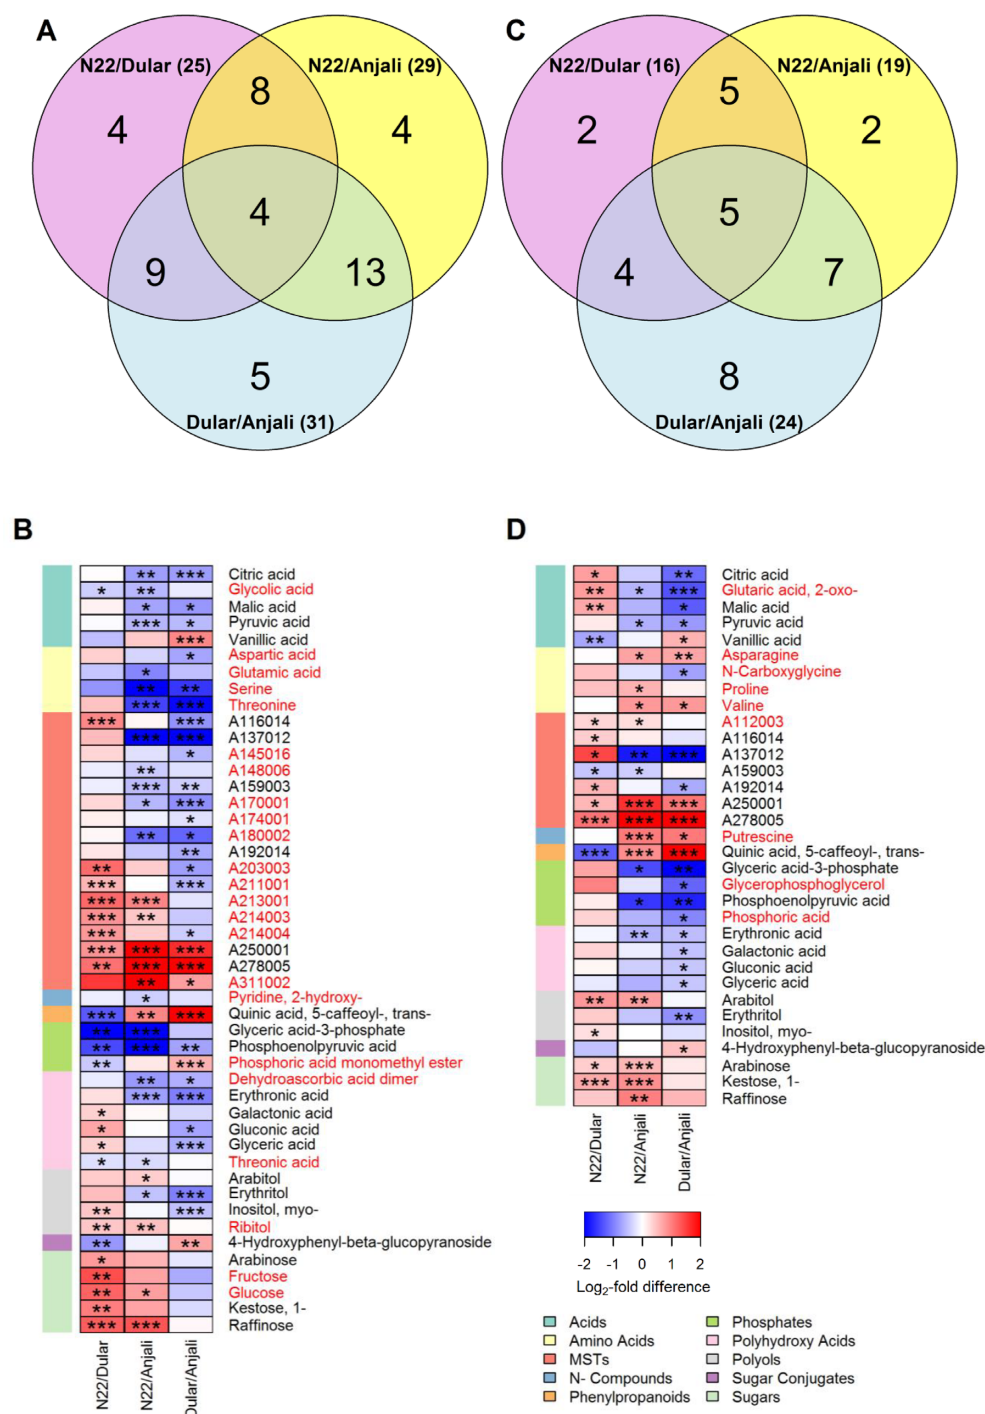 A
C
N22/Dular (25)
N22/Anjali (29)
N22/Dular (16)
N22/Anjali (19)
8
5
4
4
2
2
4
5
9
13
4
7
5
8
Dular/Anjali (31)
Dular/Anjali (24)
B
D
** *** Citric acid
* ** Glycolic acid
* * Malic acid
*** * Pyruvic acid
*** Vanillic acid
* Aspartic acid
* Glutamic acid
** ** Serine
*** *** Threonine
*** *** A116014
*** *** A137012
* A145016
** A148006
*** ** A159003
* *** A170001
* A174001
** * A180002
** A192014
** * A203003
*** *** A211001
*** *** A213001
*** ** A214003
*** * A214004
*** *** *** A250001
** *** *** A278005
** * A311002
* Pyridine, 2-hydroxy-
*** ** *** Quinic acid, 5-caffeoyl-, trans-
** *** Glyceric acid-3-phosphate
** *** ** Phosphoenolpyruvic acid
** *** Phosphoric acid monomethyl ester
** * Dehydroascorbic acid dimer
*** *** Erythronic acid
* Galactonic acid
* * Gluconic acid
* *** Glyceric acid
* * Threonic acid
* Arabitol
* *** Erythritol
** *** Inositol, myo-
** ** Ribitol
** ** 4-Hydroxyphenyl-beta-glucopyranoside
* Arabinose
** Fructose
** * Glucose
** Kestose, 1-
*** *** Raffinose
N22/Dular
N22/Anjali
Dular/Anjali
* ** Citric acid
** * *** Glutaric acid, 2-oxo-
** * Malic acid
* * Pyruvic acid
** * Vanillic acid
* ** Asparagine
* N-Carboxyglycine
* Proline
* * Valine
* * A112003
* A116014
* ** *** A137012
* * A159003
* * A192014
* *** *** A250001
*** *** *** A278005
*** * Putrescine
*** *** *** Quinic acid, 5-caffeoyl-, trans-
* ** Glyceric acid-3-phosphate
* Glycerophosphoglycerol
* ** Phosphoenolpyruvic acid
* Phosphoric acid
** * Erythronic acid
* Galactonic acid
* Gluconic acid
* Glyceric acid
** ** Arabitol
** Erythritol
* Inositol, myo-
* 4-Hydroxyphenyl-beta-glucopyranoside
* *** Arabinose
*** *** Kestose, 1-
** Raffinose
N22/Dular
N22/Anjali
Dular/Anjali
-2 -1 0 1 2
Log2-fold difference
Acids
Amino Acids
MSTs
N- Compounds
Phenylpropanoids
Phosphates
Polyhydroxy Acids
Polyols
Sugar Conjugates
Sugars